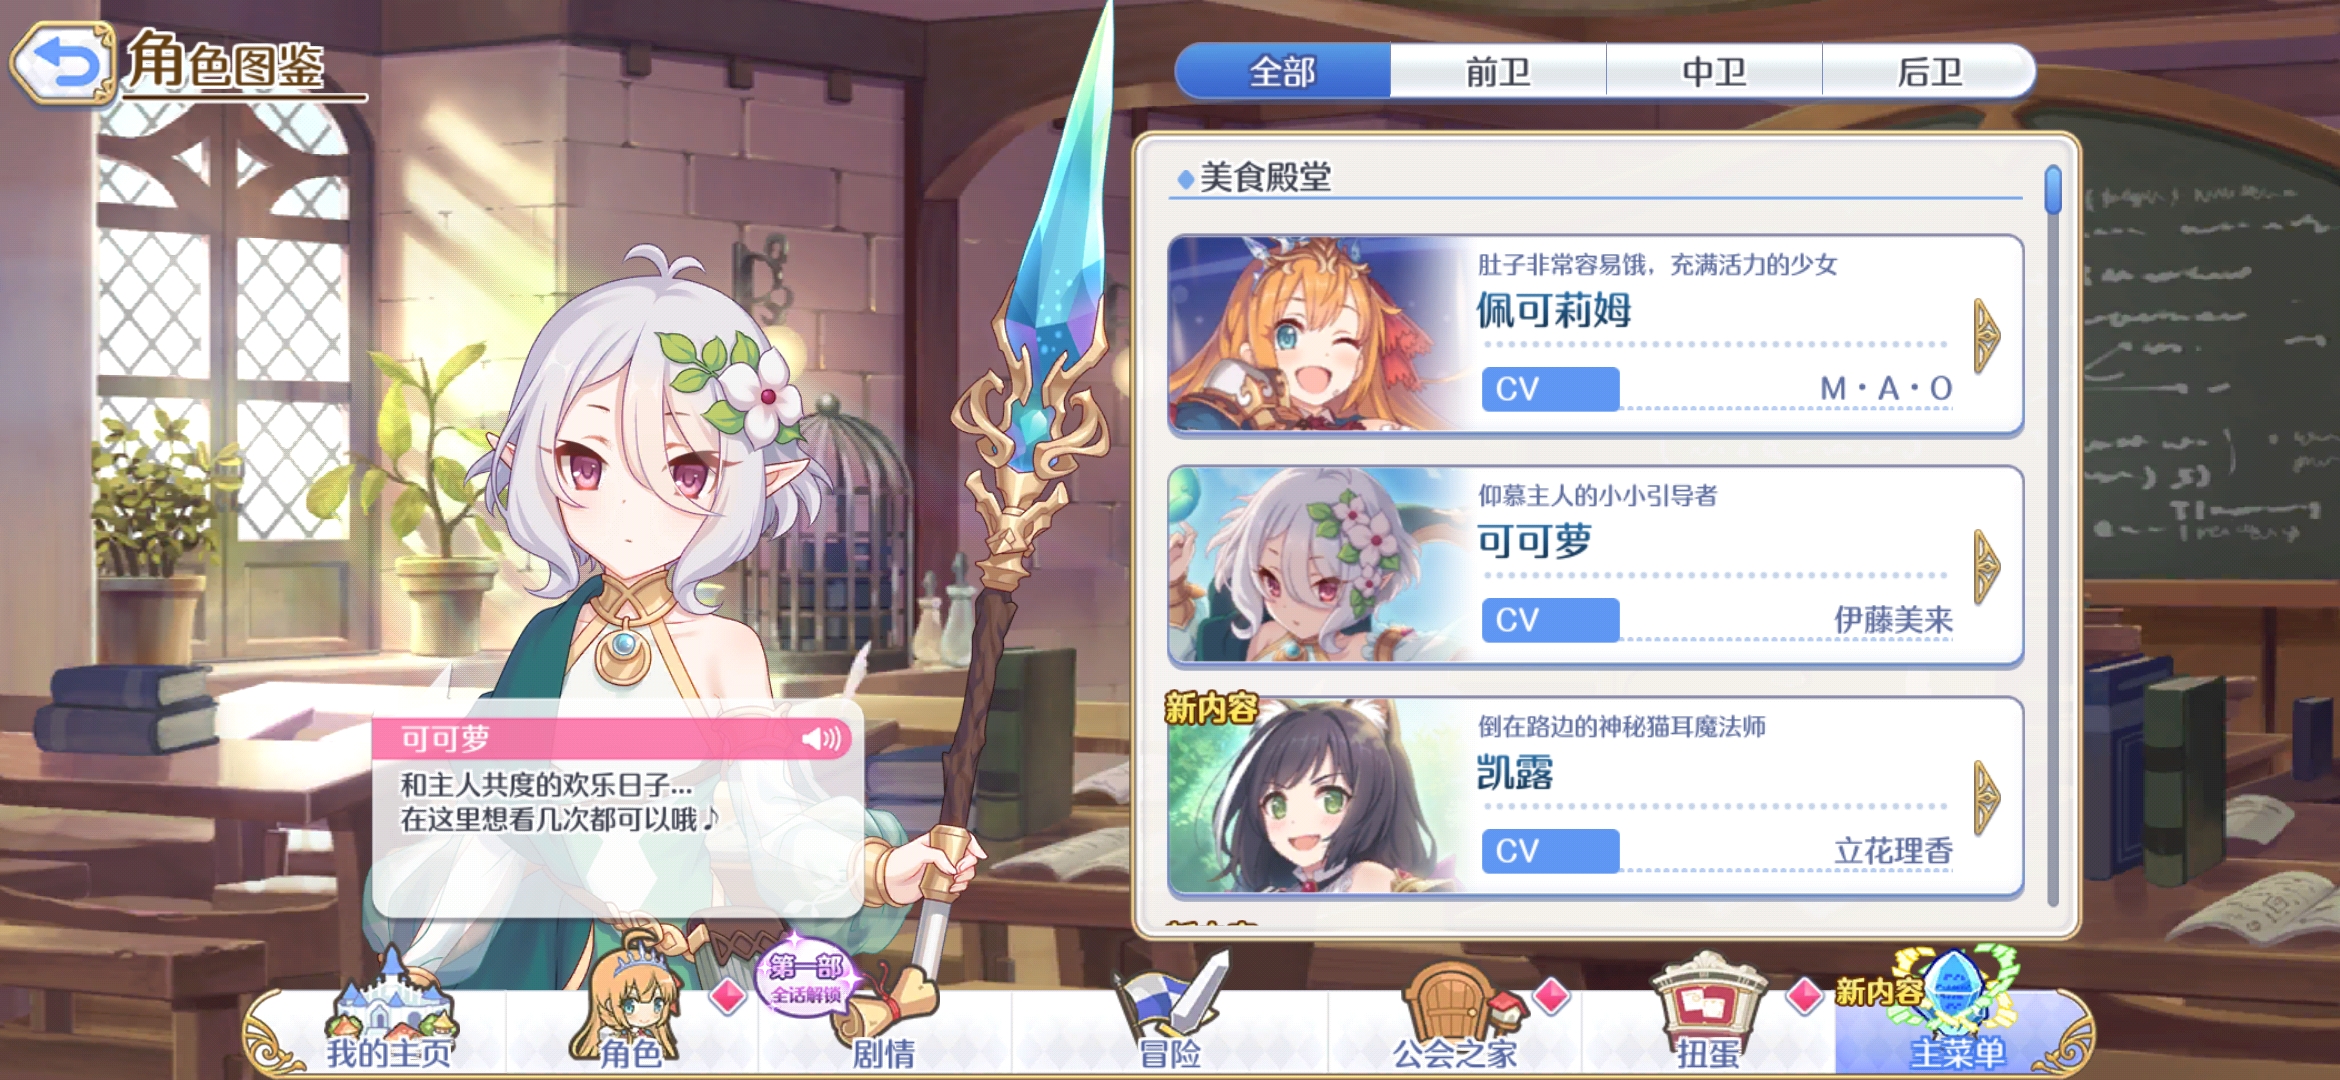 角色图鉴
全部
前卫
中卫
后卫
美食殿堂
肚子非常容易饿，充满活力的少女
佩可莉姆
CV
M・A・O
仰慕主人的小小引导者
可可萝
CV
伊藤美来
新内容
倒在路边的神秘猫耳魔法师
凯露
CV
立花理香
可可萝
和主人共度的欢乐日子...
在这里想看几次都可以哦♪
我的主页
角色
第一部
全话解锁
剧情
冒险
公会之家
扭蛋
新内容
主菜单